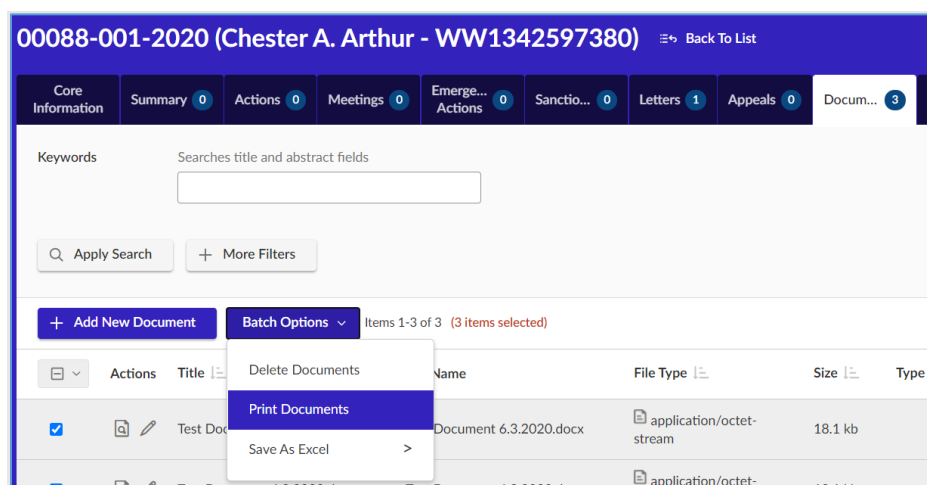 00088-001-2020 (Chester A. Arthur - WW1342597380) Back To List
Core Information
Summary 0
Actions 0
Meetings 0
Emerge... Actions 0
Sanctio... 0
Letters 1
Appeals 0
Docum... 3
Keywords
Searches title and abstract fields
Apply Search
More Filters
Add New Document
Batch Options
Items 1-3 of 3 (3 items selected)
Delete Documents
Print Documents
Save As Excel >
Actions Title Name File Type Size Type
Test Document 6.3.2020.docx application/octet-stream 18.1 kb
application/octet-